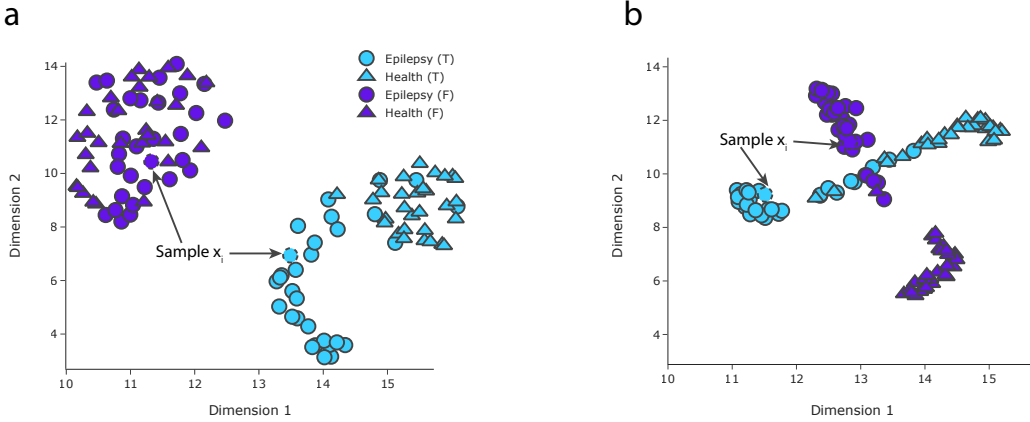 a
14
12
10
8
6
4
10
11
12
13
14
15
Dimension 2
Dimension 1
Epilepsy (T)
Health (T)
Epilepsy (F)
Health (F)
Sample xi
b
14
12
10
8
6
4
10
11
12
13
14
15
Dimension 2
Dimension 1
Sample xi